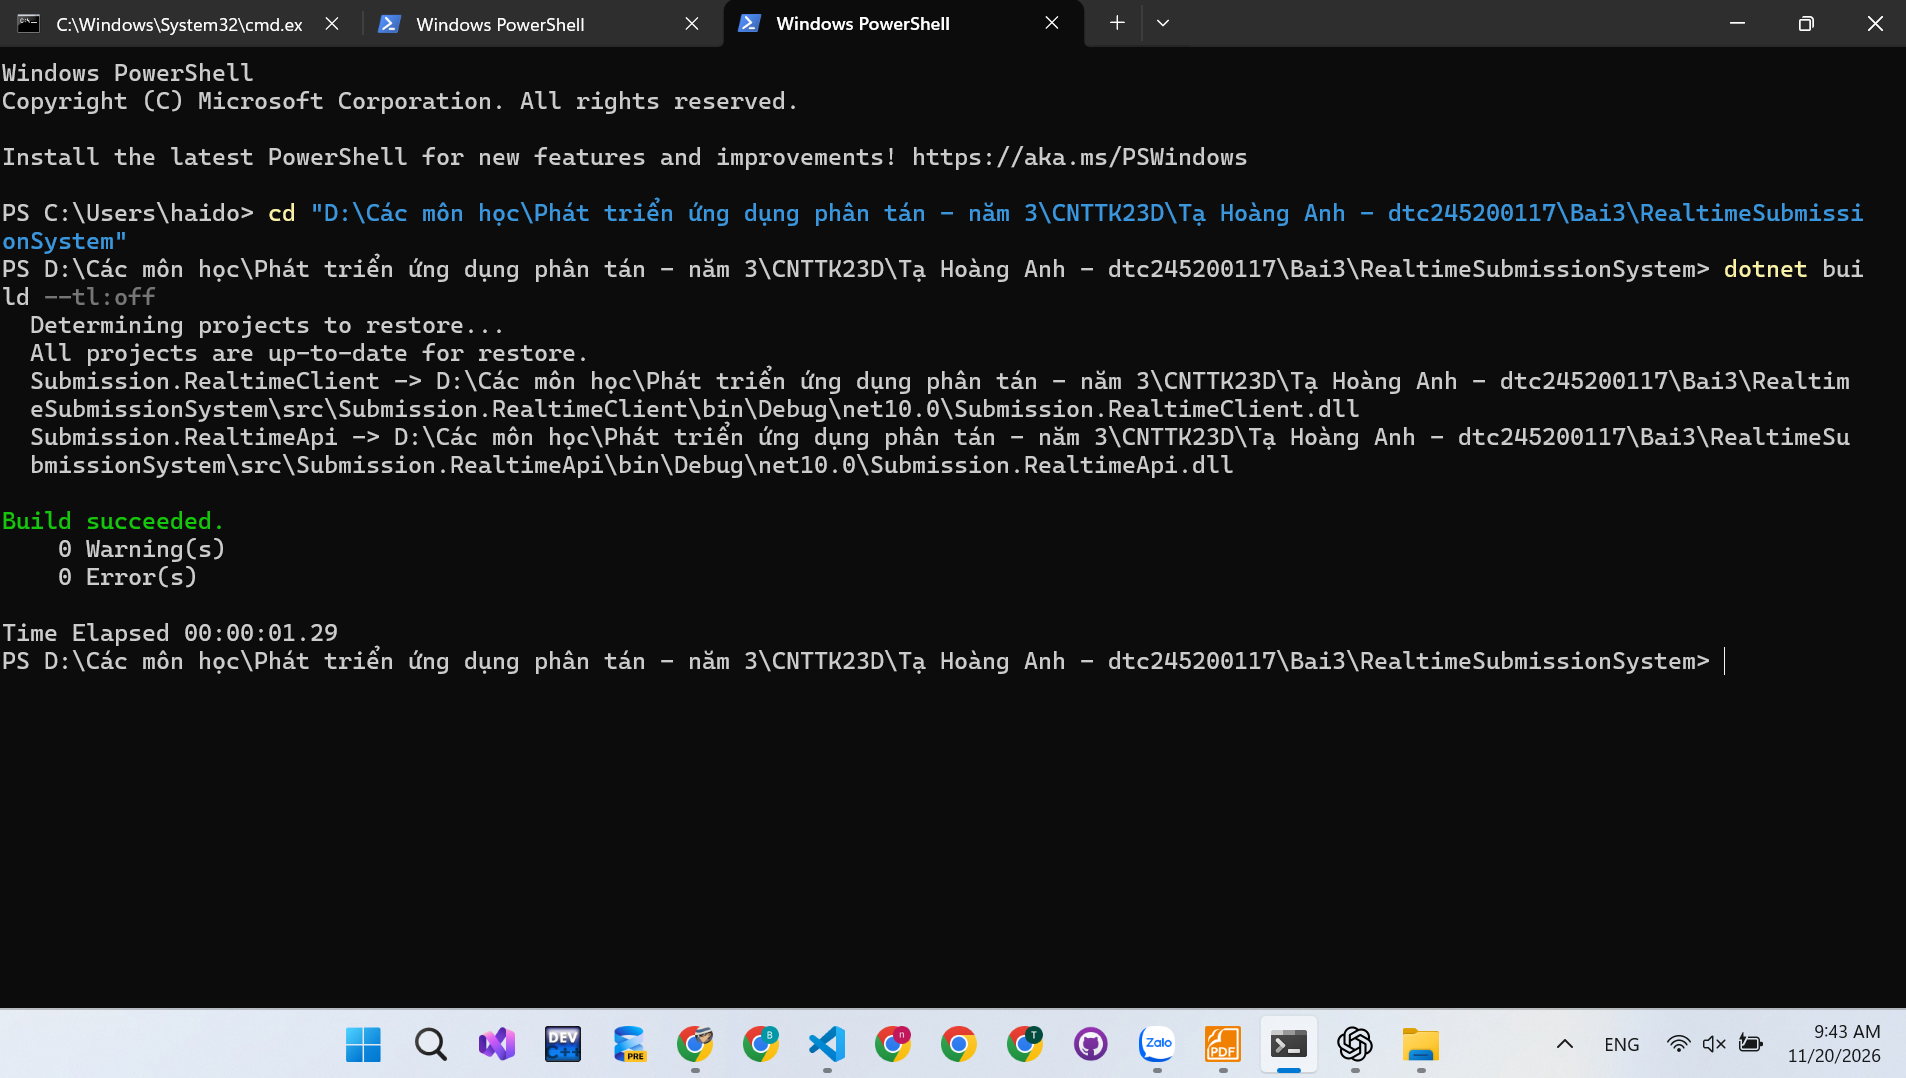 C:\Windows\System32\cmd.ex
Windows PowerShell
Windows PowerShell
Windows PowerShell
Copyright (C) Microsoft Corporation. All rights reserved.
Install the latest PowerShell for new features and improvements! https://aka.ms/PSWindows
PS C:\Users\haido> cd "D:\Các môn học\Phát triển ứng dụng phân tán - năm 3\CNTTK23D\Tạ Hoàng Anh - dtc245200117\Bai3\RealtimeSubmissi
onSystem"
PS D:\Các môn học\Phát triển ứng dụng phân tán - năm 3\CNTTK23D\Tạ Hoàng Anh - dtc245200117\Bai3\RealtimeSubmissionSystem> dotnet bui
ld --tl:off
Determining projects to restore...
All projects are up-to-date for restore.
Submission.RealtimeClient -> D:\Các môn học\Phát triển ứng dụng phân tán - năm 3\CNTTK23D\Tạ Hoàng Anh - dtc245200117\Bai3\Realtim
eSubmissionSystem\src\Submission.RealtimeClient\bin\Debug\net10.0\Submission.RealtimeClient.dll
Submission.RealtimeApi -> D:\Các môn học\Phát triển ứng dụng phân tán - năm 3\CNTTK23D\Tạ Hoàng Anh - dtc245200117\Bai3\RealtimeSu
bmissionSystem\src\Submission.RealtimeApi\bin\Debug\net10.0\Submission.RealtimeApi.dll
Build succeeded.
0 Warning(s)
0 Error(s)
Time Elapsed 00:00:01.29
PS D:\Các môn học\Phát triển ứng dụng phân tán - năm 3\CNTTK23D\Tạ Hoàng Anh - dtc245200117\Bai3\RealtimeSubmissionSystem>
DEV
C++
PRE
B
n
T
Zalo
PDF
ENG
9:43 AM
11/20/2026